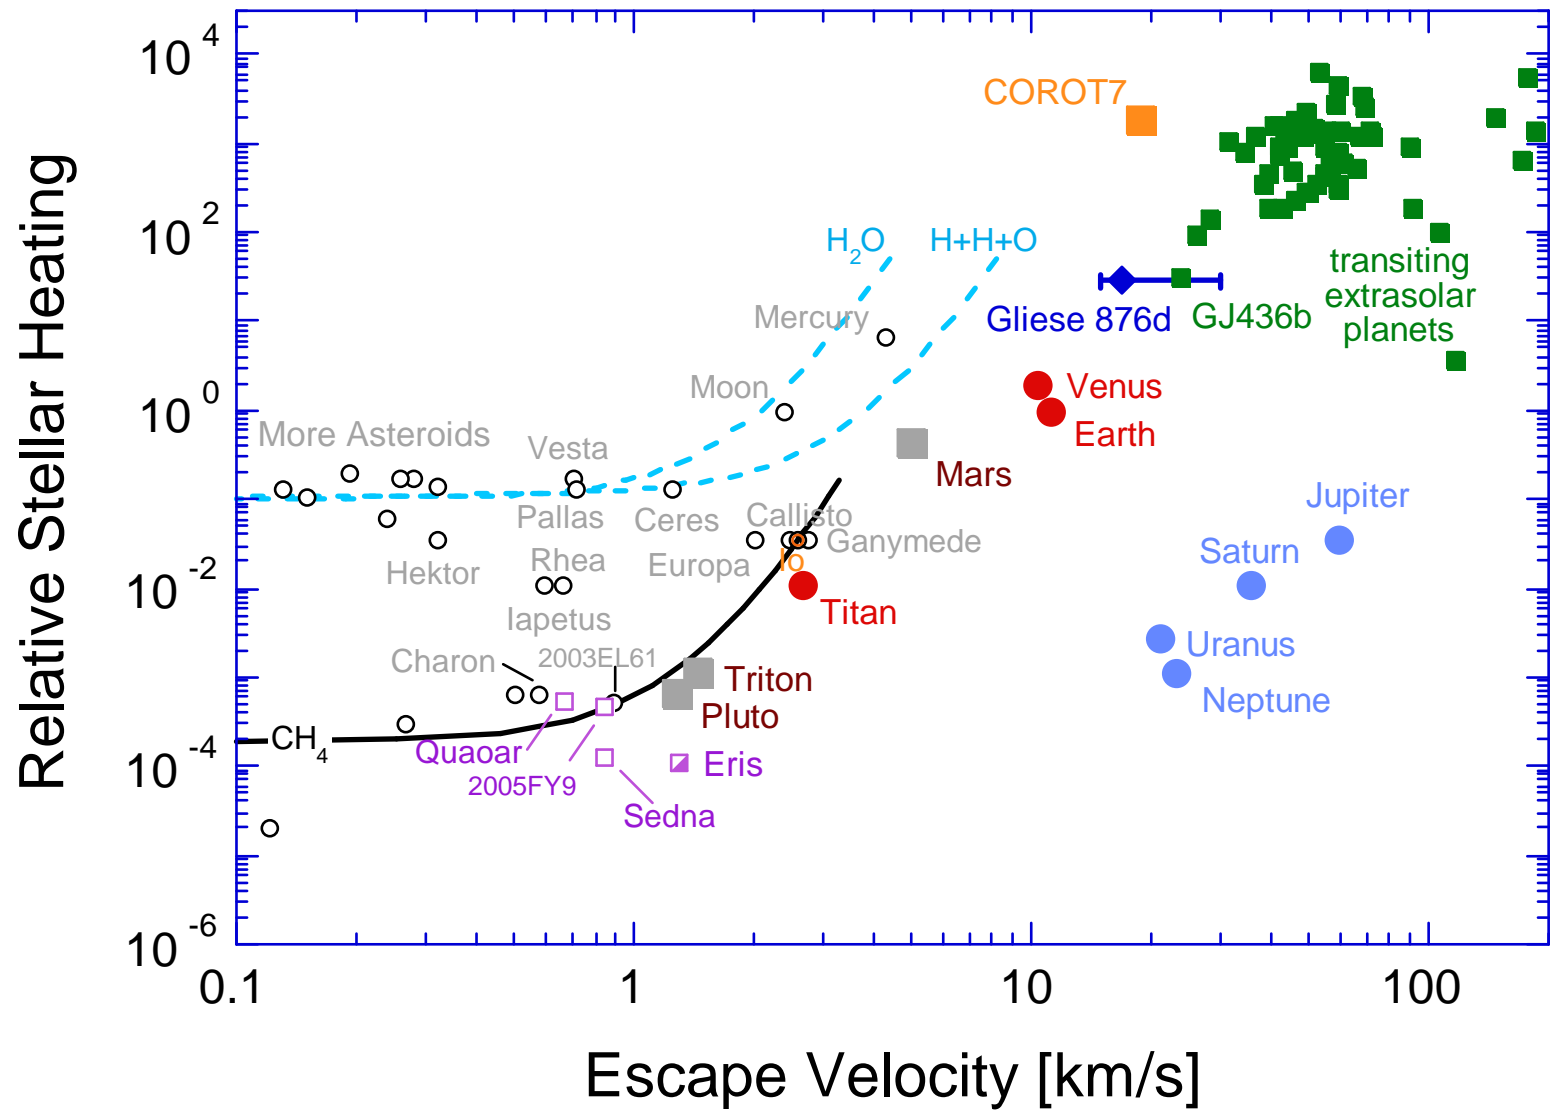 Relative Stellar Heating
10^4
10^2
10^0
10^-2
10^-4
10^-6
COROT7
H₂O
H+H+O
transiting
extrasolar
planets
Mercury
Gliese 876d
GJ436b
Moon
Venus
Earth
More Asteroids
Vesta
Mars
Jupiter
Pallas
Ceres
Callisto
Ganymede
Saturn
Hektor
Rhea
Europa
Io
Iapetus
Titan
Uranus
Charon
2003EL61
Triton
Neptune
Pluto
CH₄
Quaoar
2005FY9
Eris
Sedna
0.1
1
10
100
Escape Velocity [km/s]